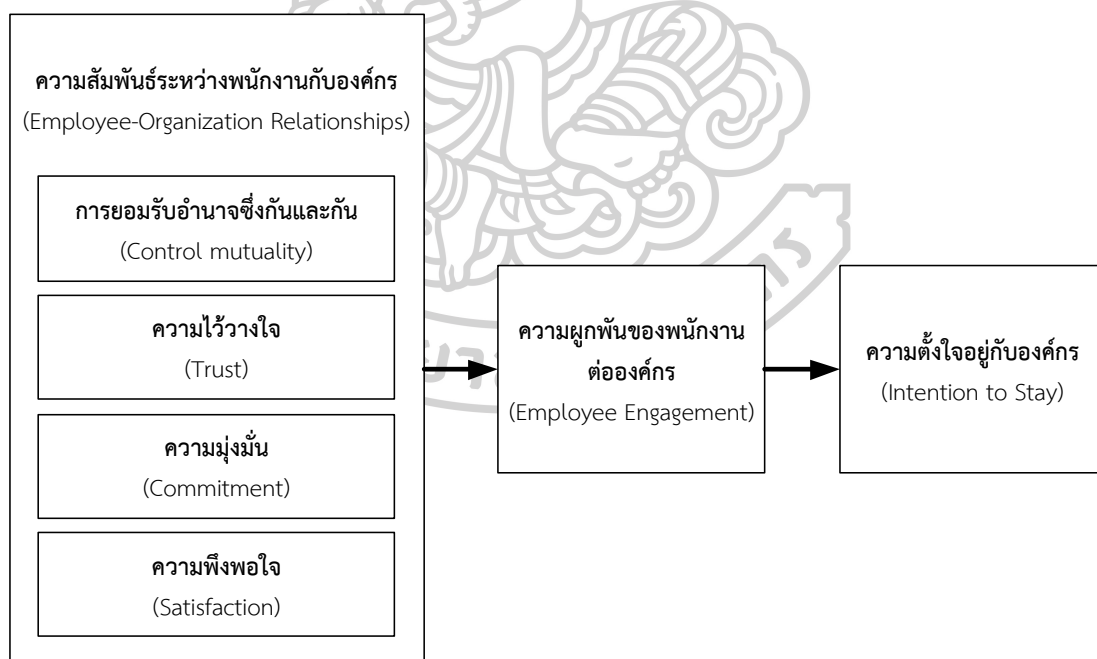 ความสัมพันธ์ระหว่างพนักงานกับองค์กร
(Employee-Organization Relationships)
การยอมรับอำนาจซึ่งกันและกัน
(Control mutuality)
ความไว้วางใจ
(Trust)
ความมุ่งมั่น
(Commitment)
ความพึงพอใจ
(Satisfaction)
ความผูกพันของพนักงาน
ต่อองค์กร
(Employee Engagement)
ความตั้งใจอยู่กับองค์กร
(Intention to Stay)